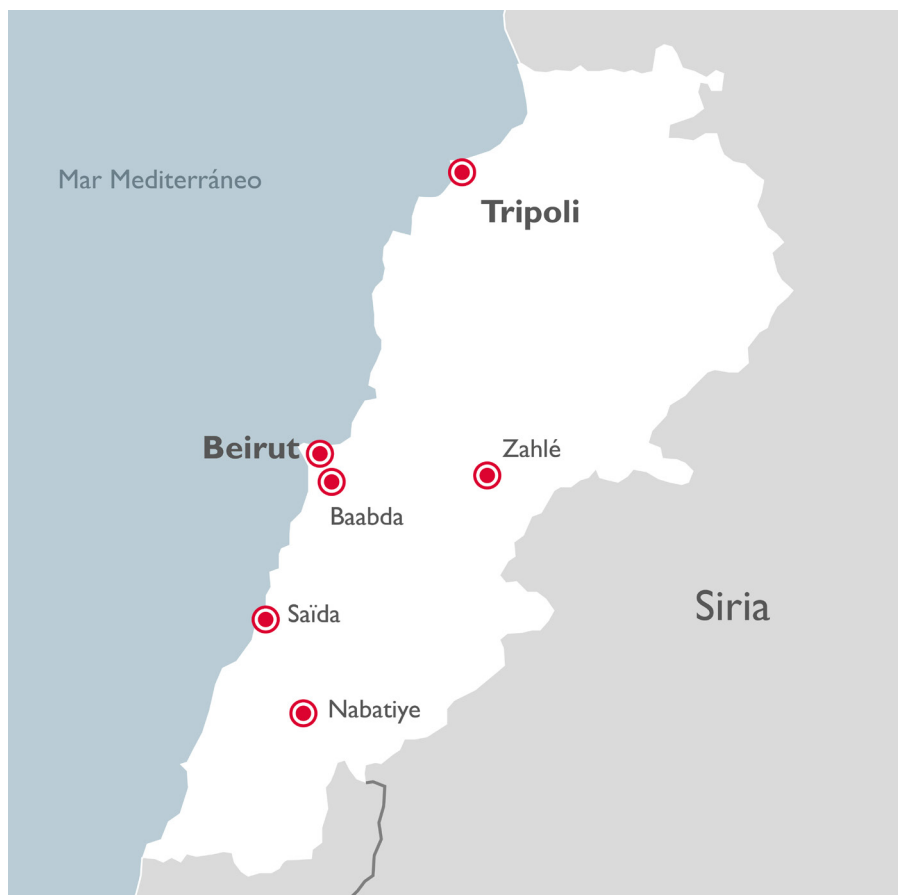 Mar Mediterráneo
Tripoli
Beirut
Zahlé
Baabda
Saïda
Siria
Nabatiye